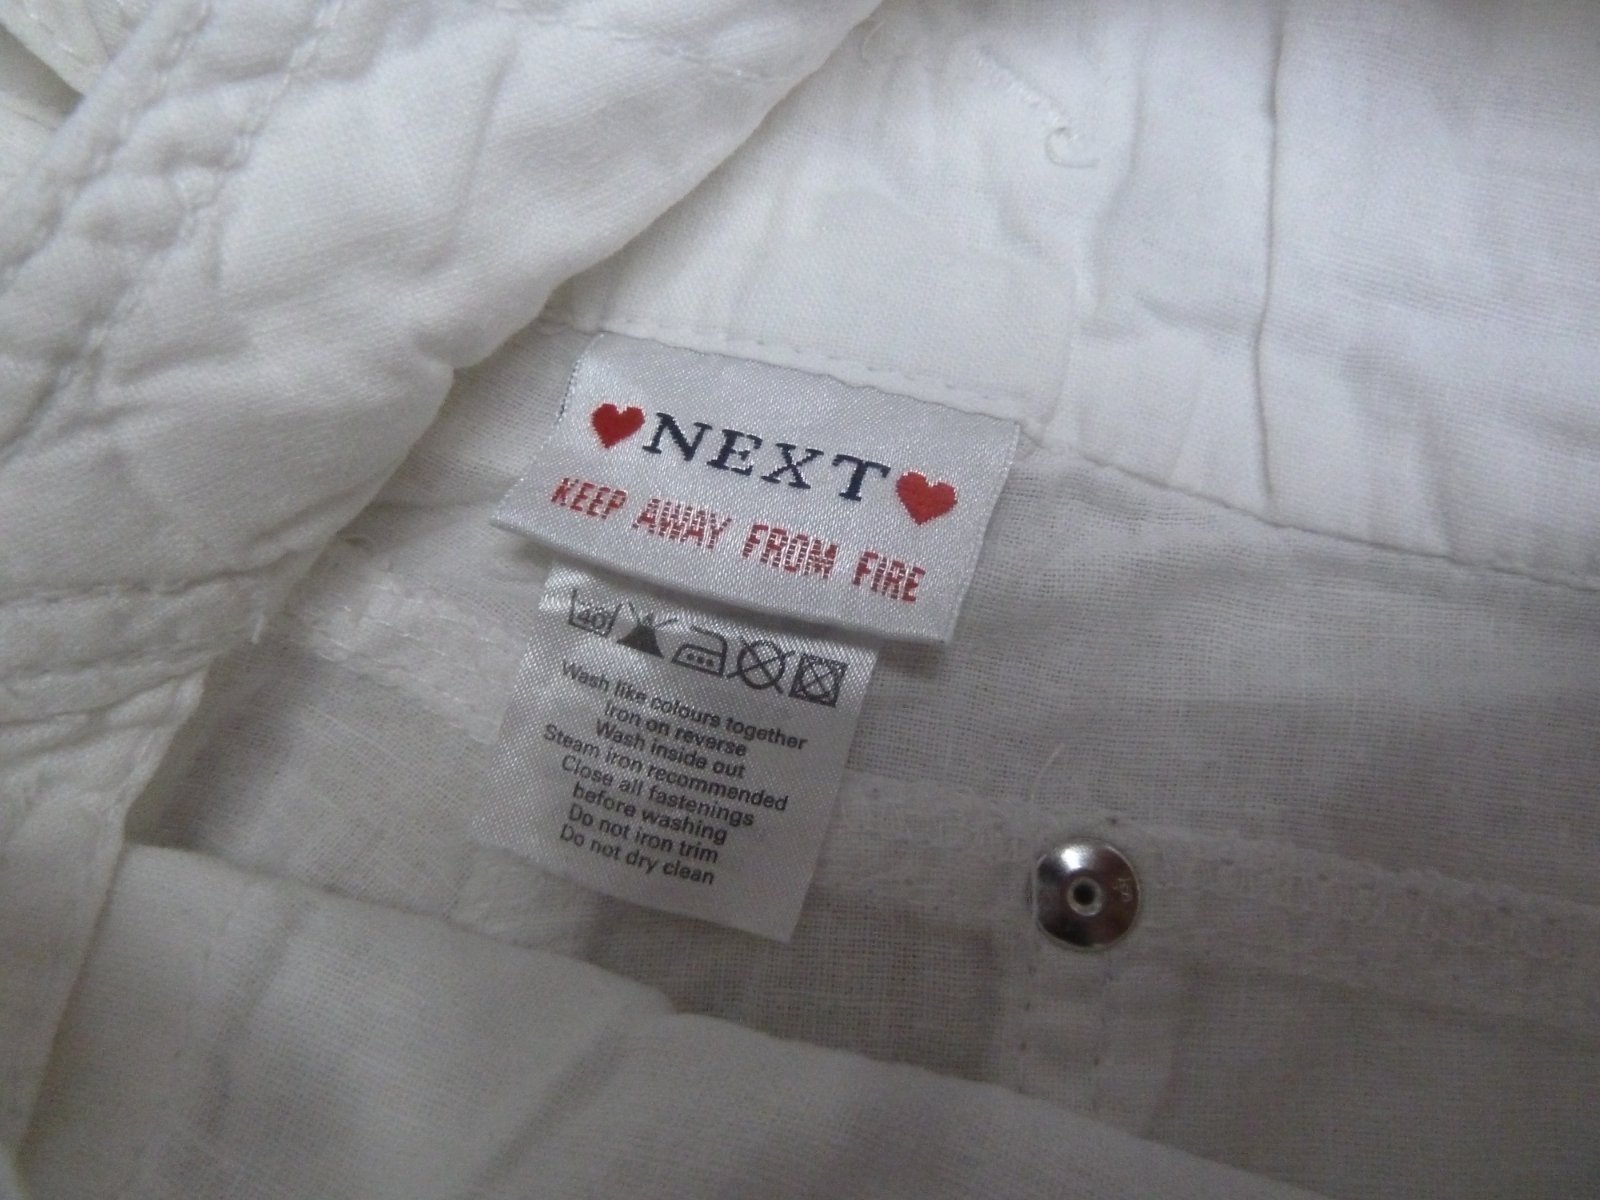 NEXT
KEEP AWAY FROM FIRE
40
Wash like colours together
Iron on reverse
Wash inside out
Steam iron recommended
Close all fastenings
before washing
Do not iron trim
Do not dry clean